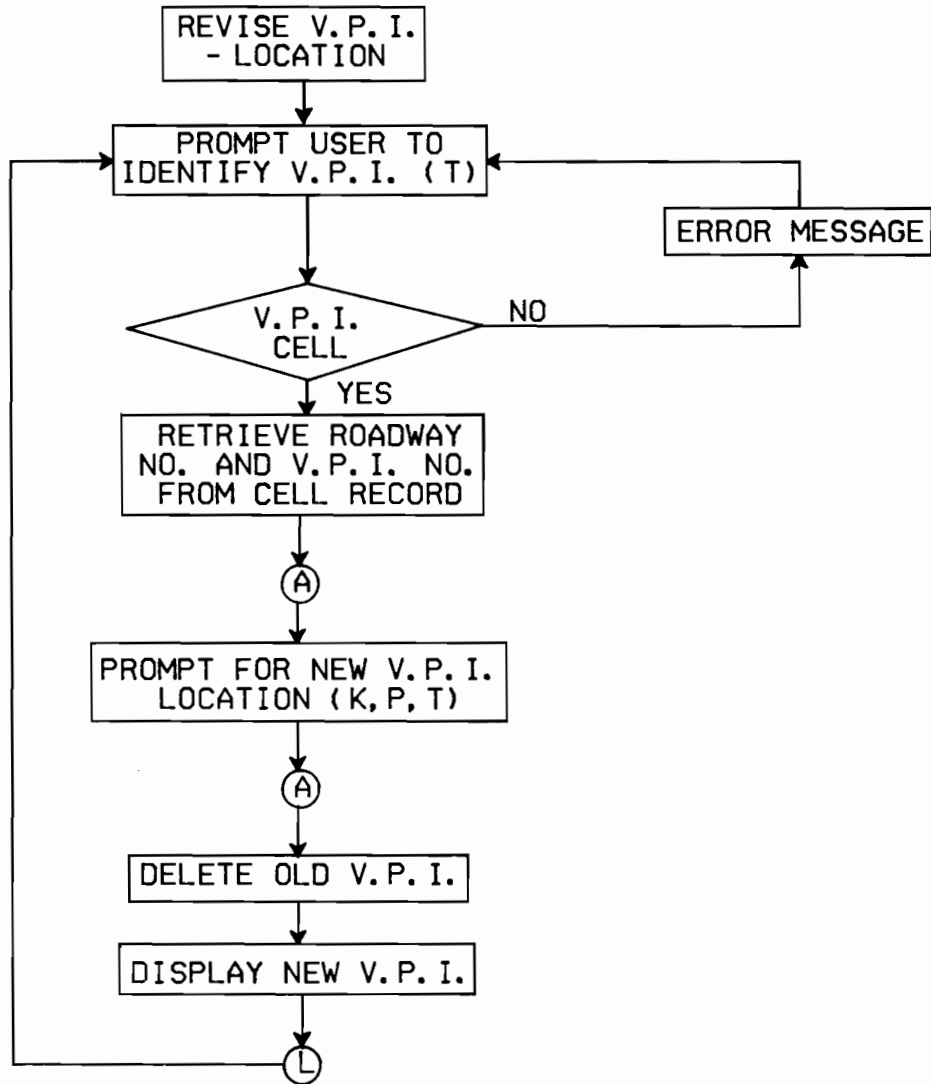 REVISE V.P.I.
- LOCATION
PROMPT USER TO
IDENTIFY V.P.I. (T)
ERROR MESSAGE
V.P.I.
CELL
NO
YES
RETRIEVE ROADWAY
NO. AND V.P.I. NO.
FROM CELL RECORD
A
PROMPT FOR NEW V.P.I.
LOCATION (K,P,T)
A
DELETE OLD V.P.I.
DISPLAY NEW V.P.I.
L